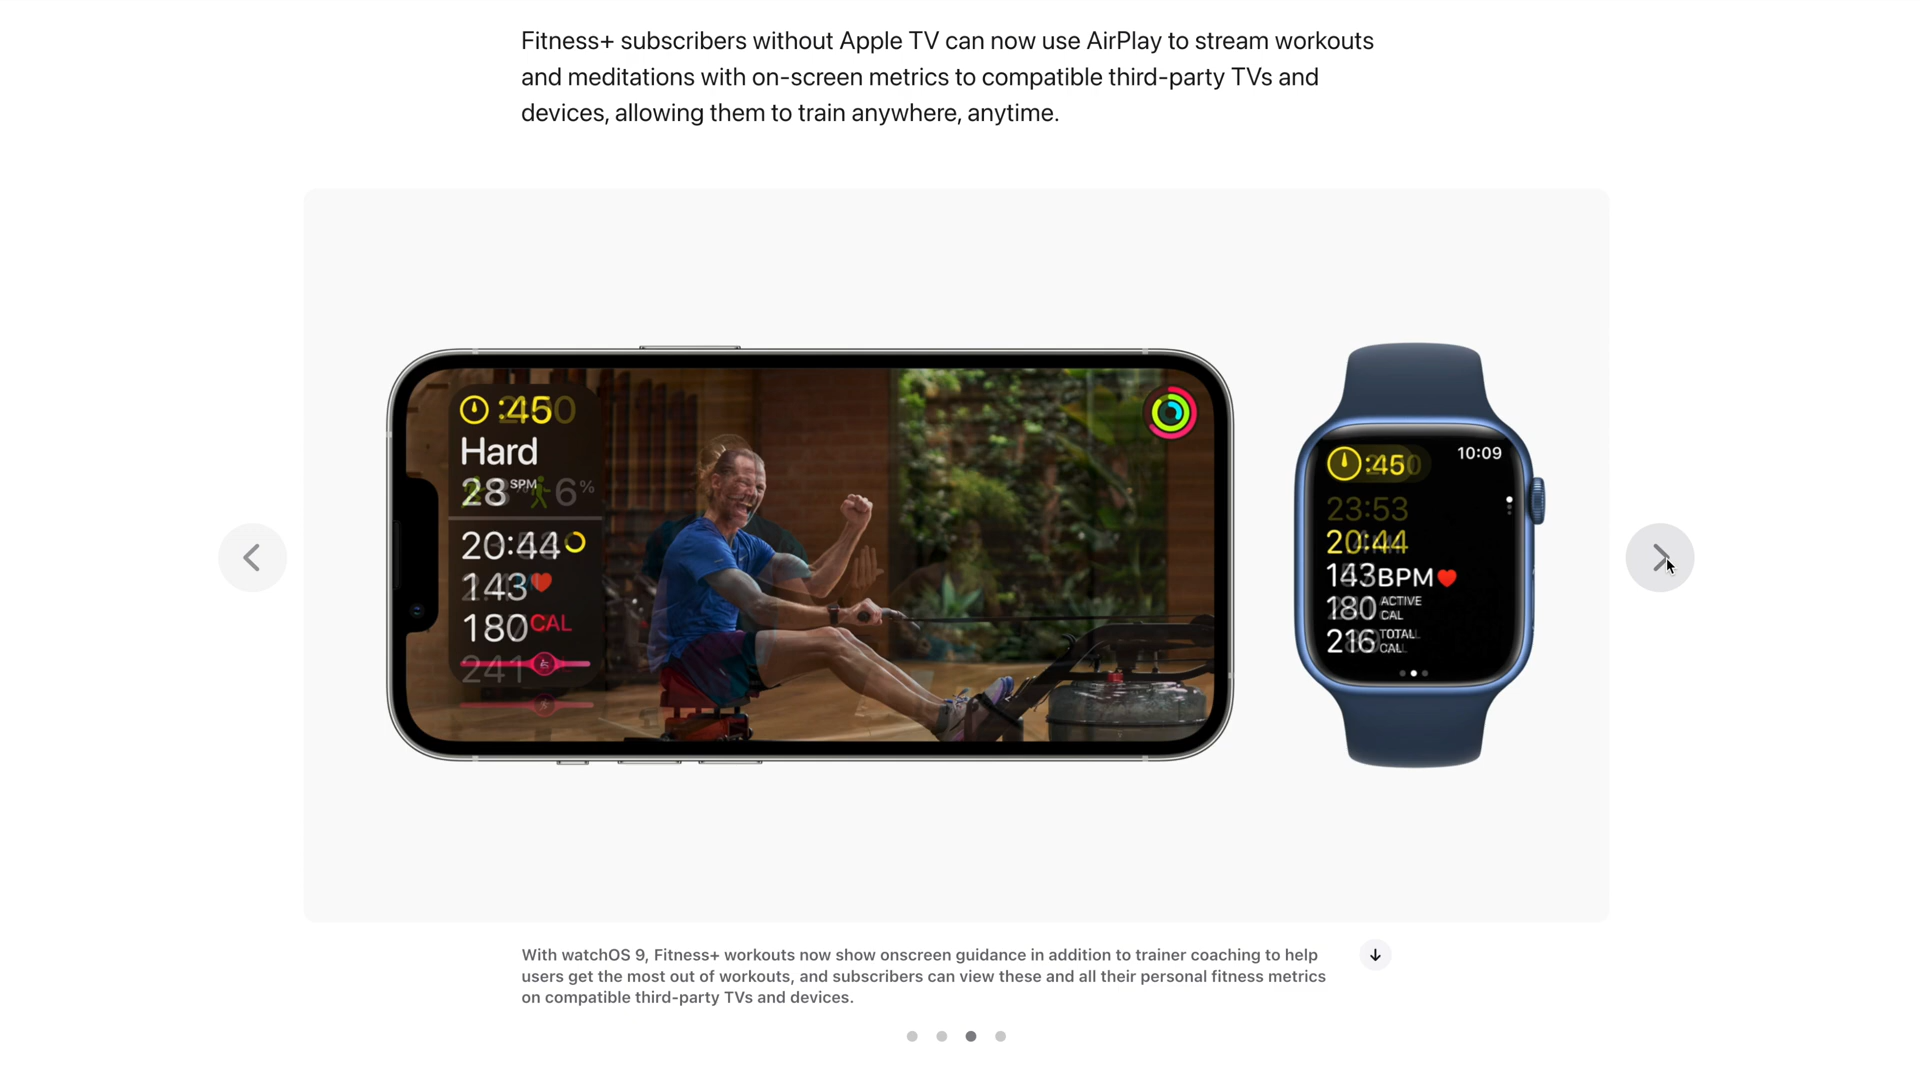 Fitness+ subscribers without Apple TV can now use AirPlay to stream workouts
and meditations with on-screen metrics to compatible third-party TVs and
devices, allowing them to train anywhere, anytime.
:45
Hard
28 SPM 6%
20:44
143
180 CAL
241
:45 10:09
23:53
20:44
143BPM
180 ACTIVE CAL
216 TOTAL CAL
With watchOS 9, Fitness+ workouts now show onscreen guidance in addition to trainer coaching to help
users get the most out of workouts, and subscribers can view these and all their personal fitness metrics
on compatible third-party TVs and devices.